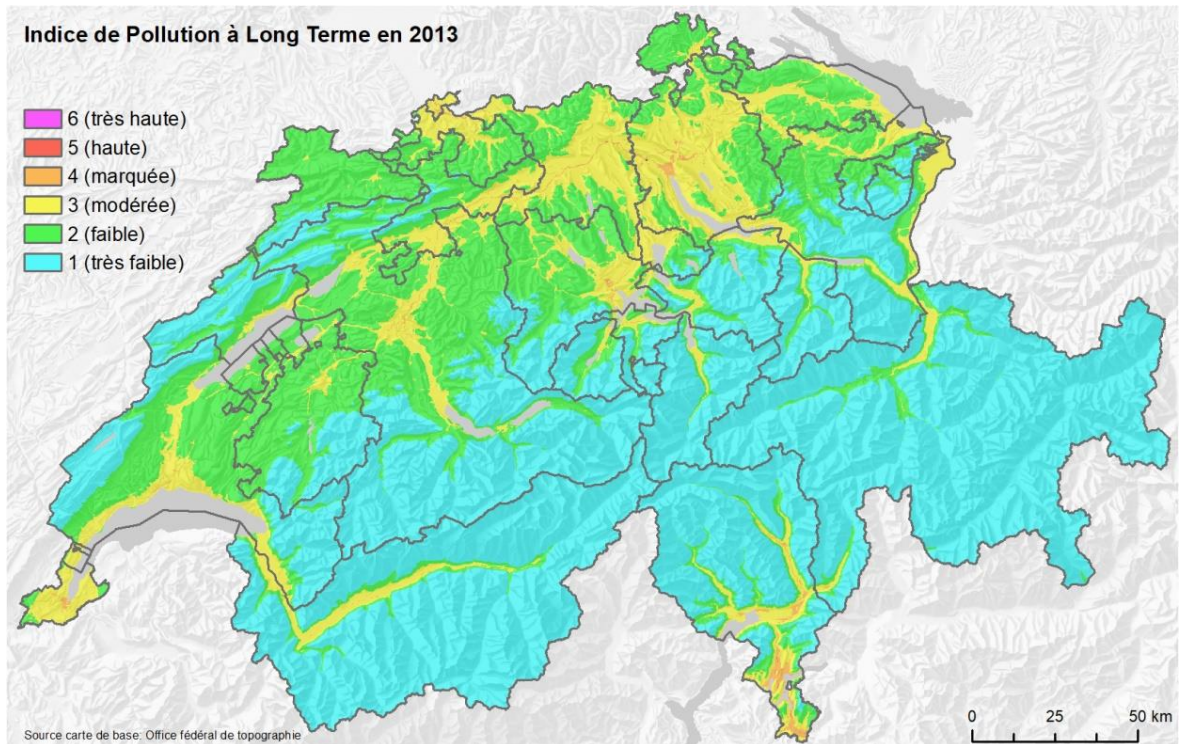 Indice de Pollution à Long Terme en 2013
6 (très haute)
5 (haute)
4 (marquée)
3 (modérée)
2 (faible)
1 (très faible)
Source carte de base: Office fédéral de topographie
0 25 50 km